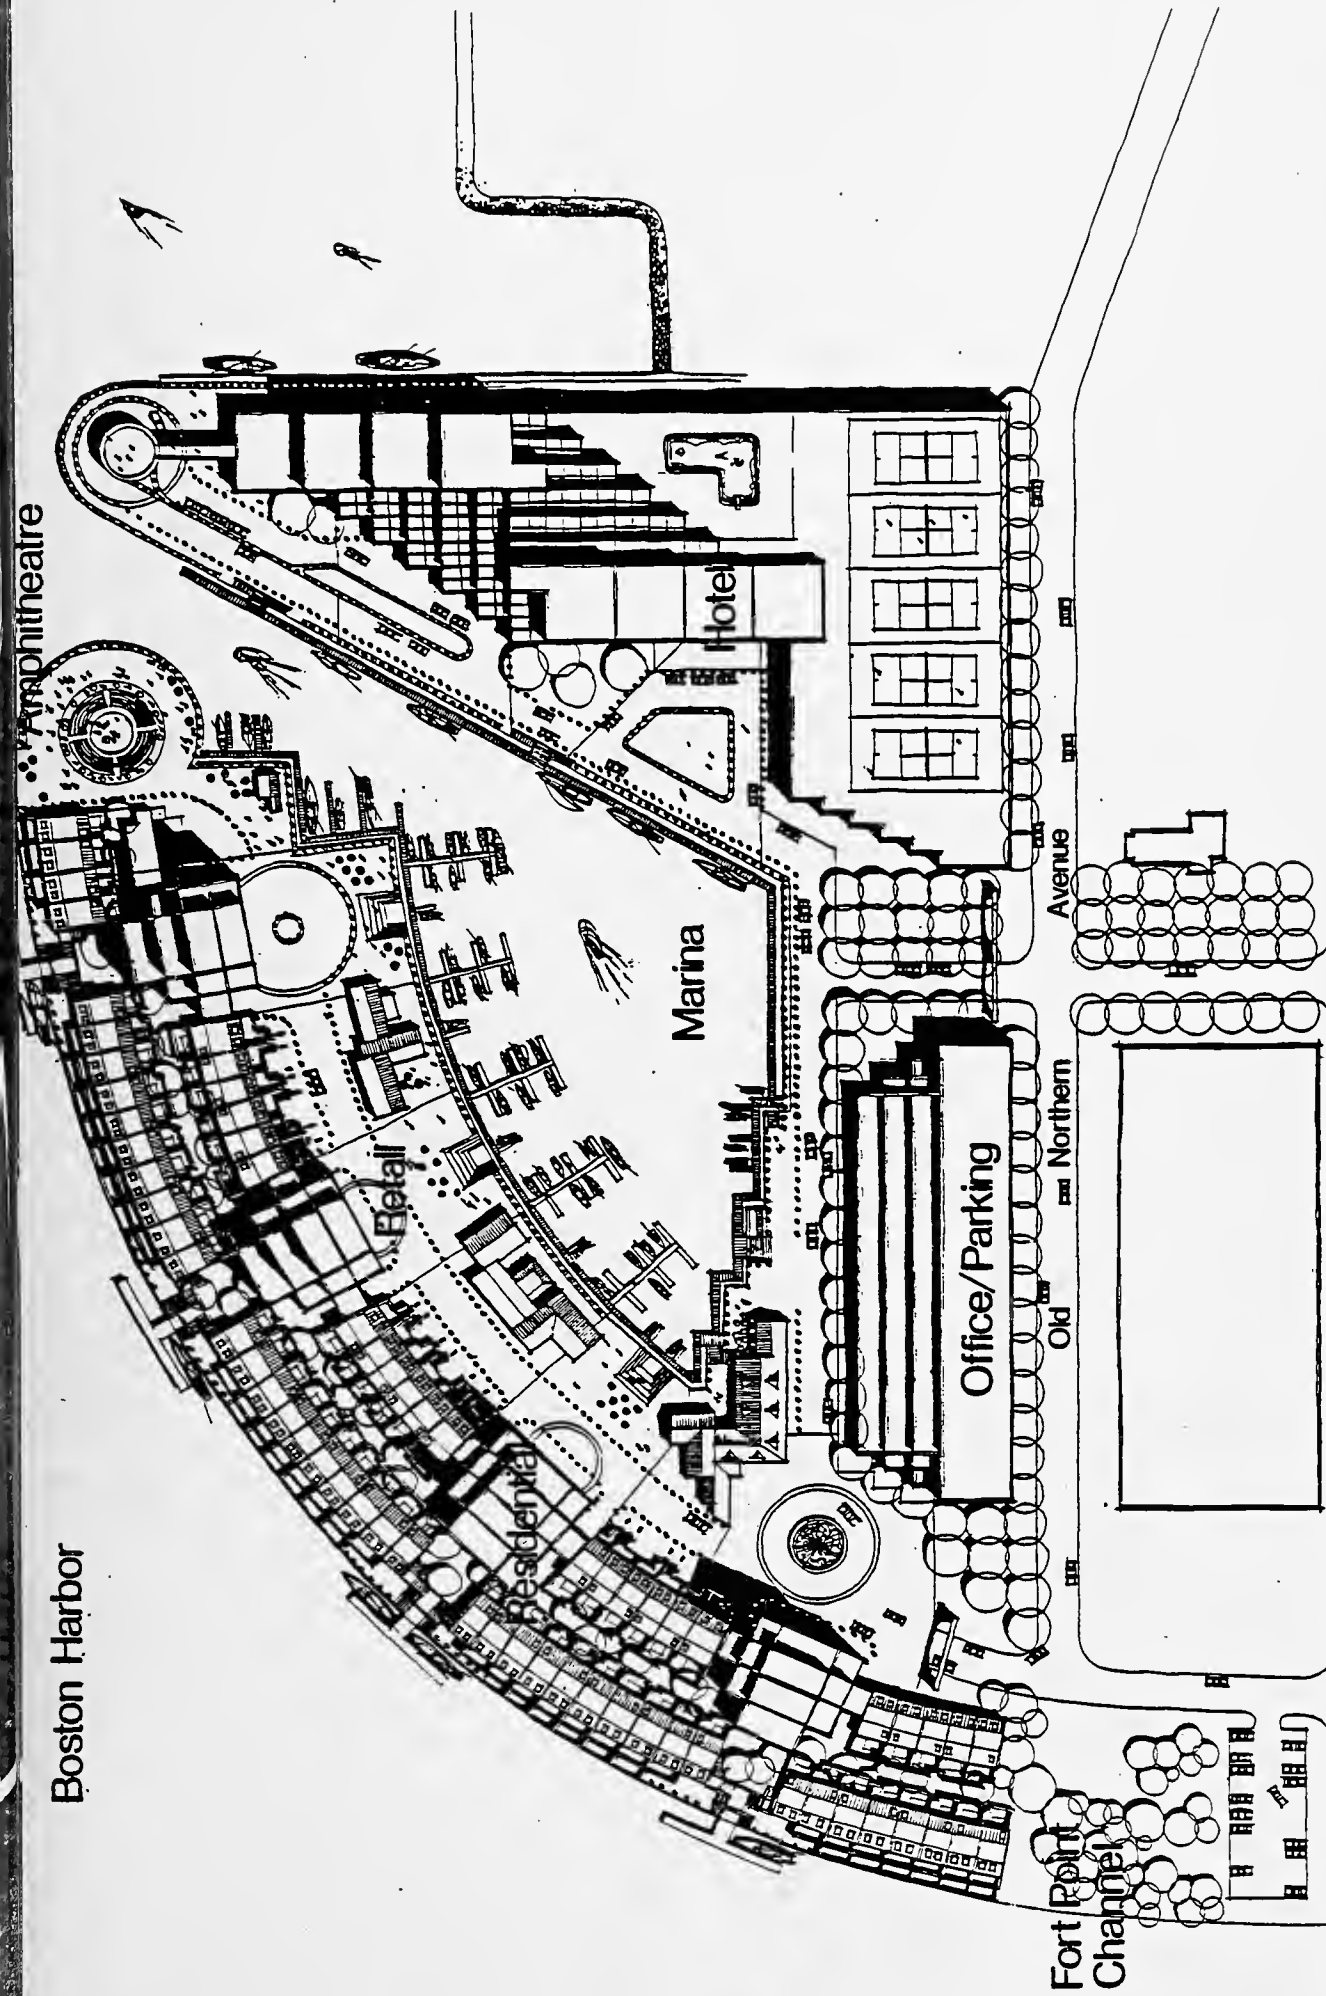 Boston Harbor
Amphitheatre
Residential
Retail
Marina
Hotel
Office/Parking
Old Northern Avenue
Fort Point
Channel